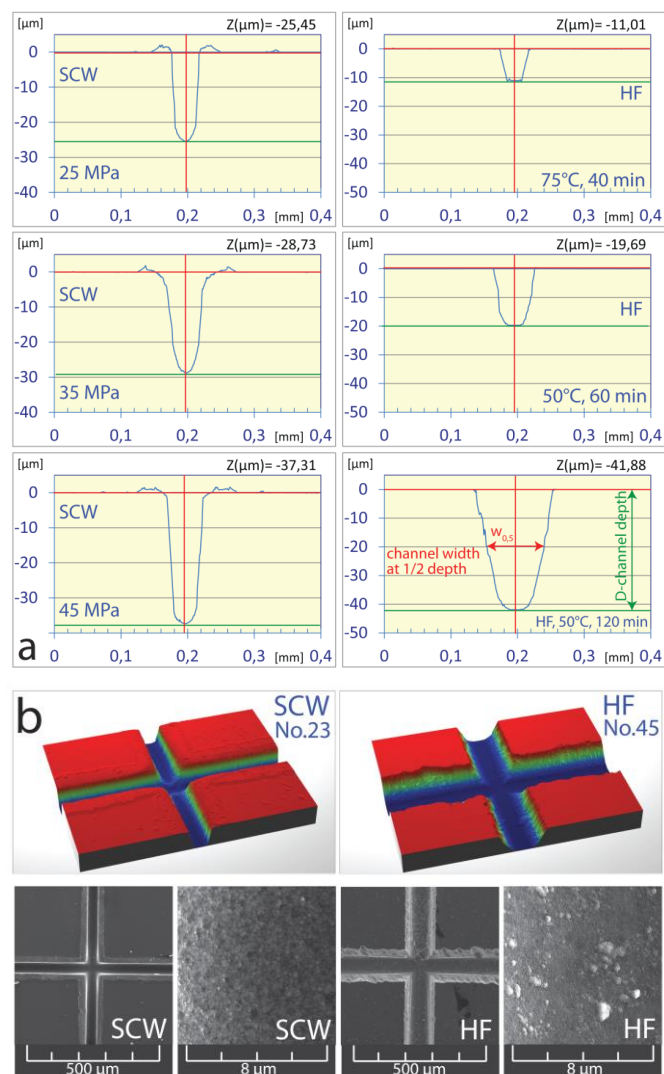 [µm] Z(µm)= -25,45
0
SCW
-10
-20
-30
25 MPa
-40
0 0,1 0,2 0,3 [mm] 0,4
[µm] Z(µm)= -11,01
0
-10
HF
-20
-30
-40
75°C, 40 min
-50
0 0,1 0,2 0,3 [mm] 0,4
[µm] Z(µm)= -28,73
0
SCW
-10
-20
-30
35 MPa
-40
0 0,1 0,2 0,3 [mm] 0,4
[µm] Z(µm)= -19,69
0
-10
HF
-20
-30
-40
50°C, 60 min
-50
0 0,1 0,2 0,3 [mm] 0,4
[µm] Z(µm)= -37,31
0
SCW
-10
-20
-30
45 MPa
a
0 0,1 0,2 0,3 [mm] 0,4
[µm] Z(µm)= -41,88
0
-10
w0,5
-20
channel width
at 1/2 depth
D-channel depth
-30
-40
HF, 50°C, 120 min
-50
0 0,1 0,2 0,3 [mm] 0,4
b
SCW
No.23
HF
No.45
SCW
500 µm
SCW
8 µm
HF
500 µm
HF
8 µm